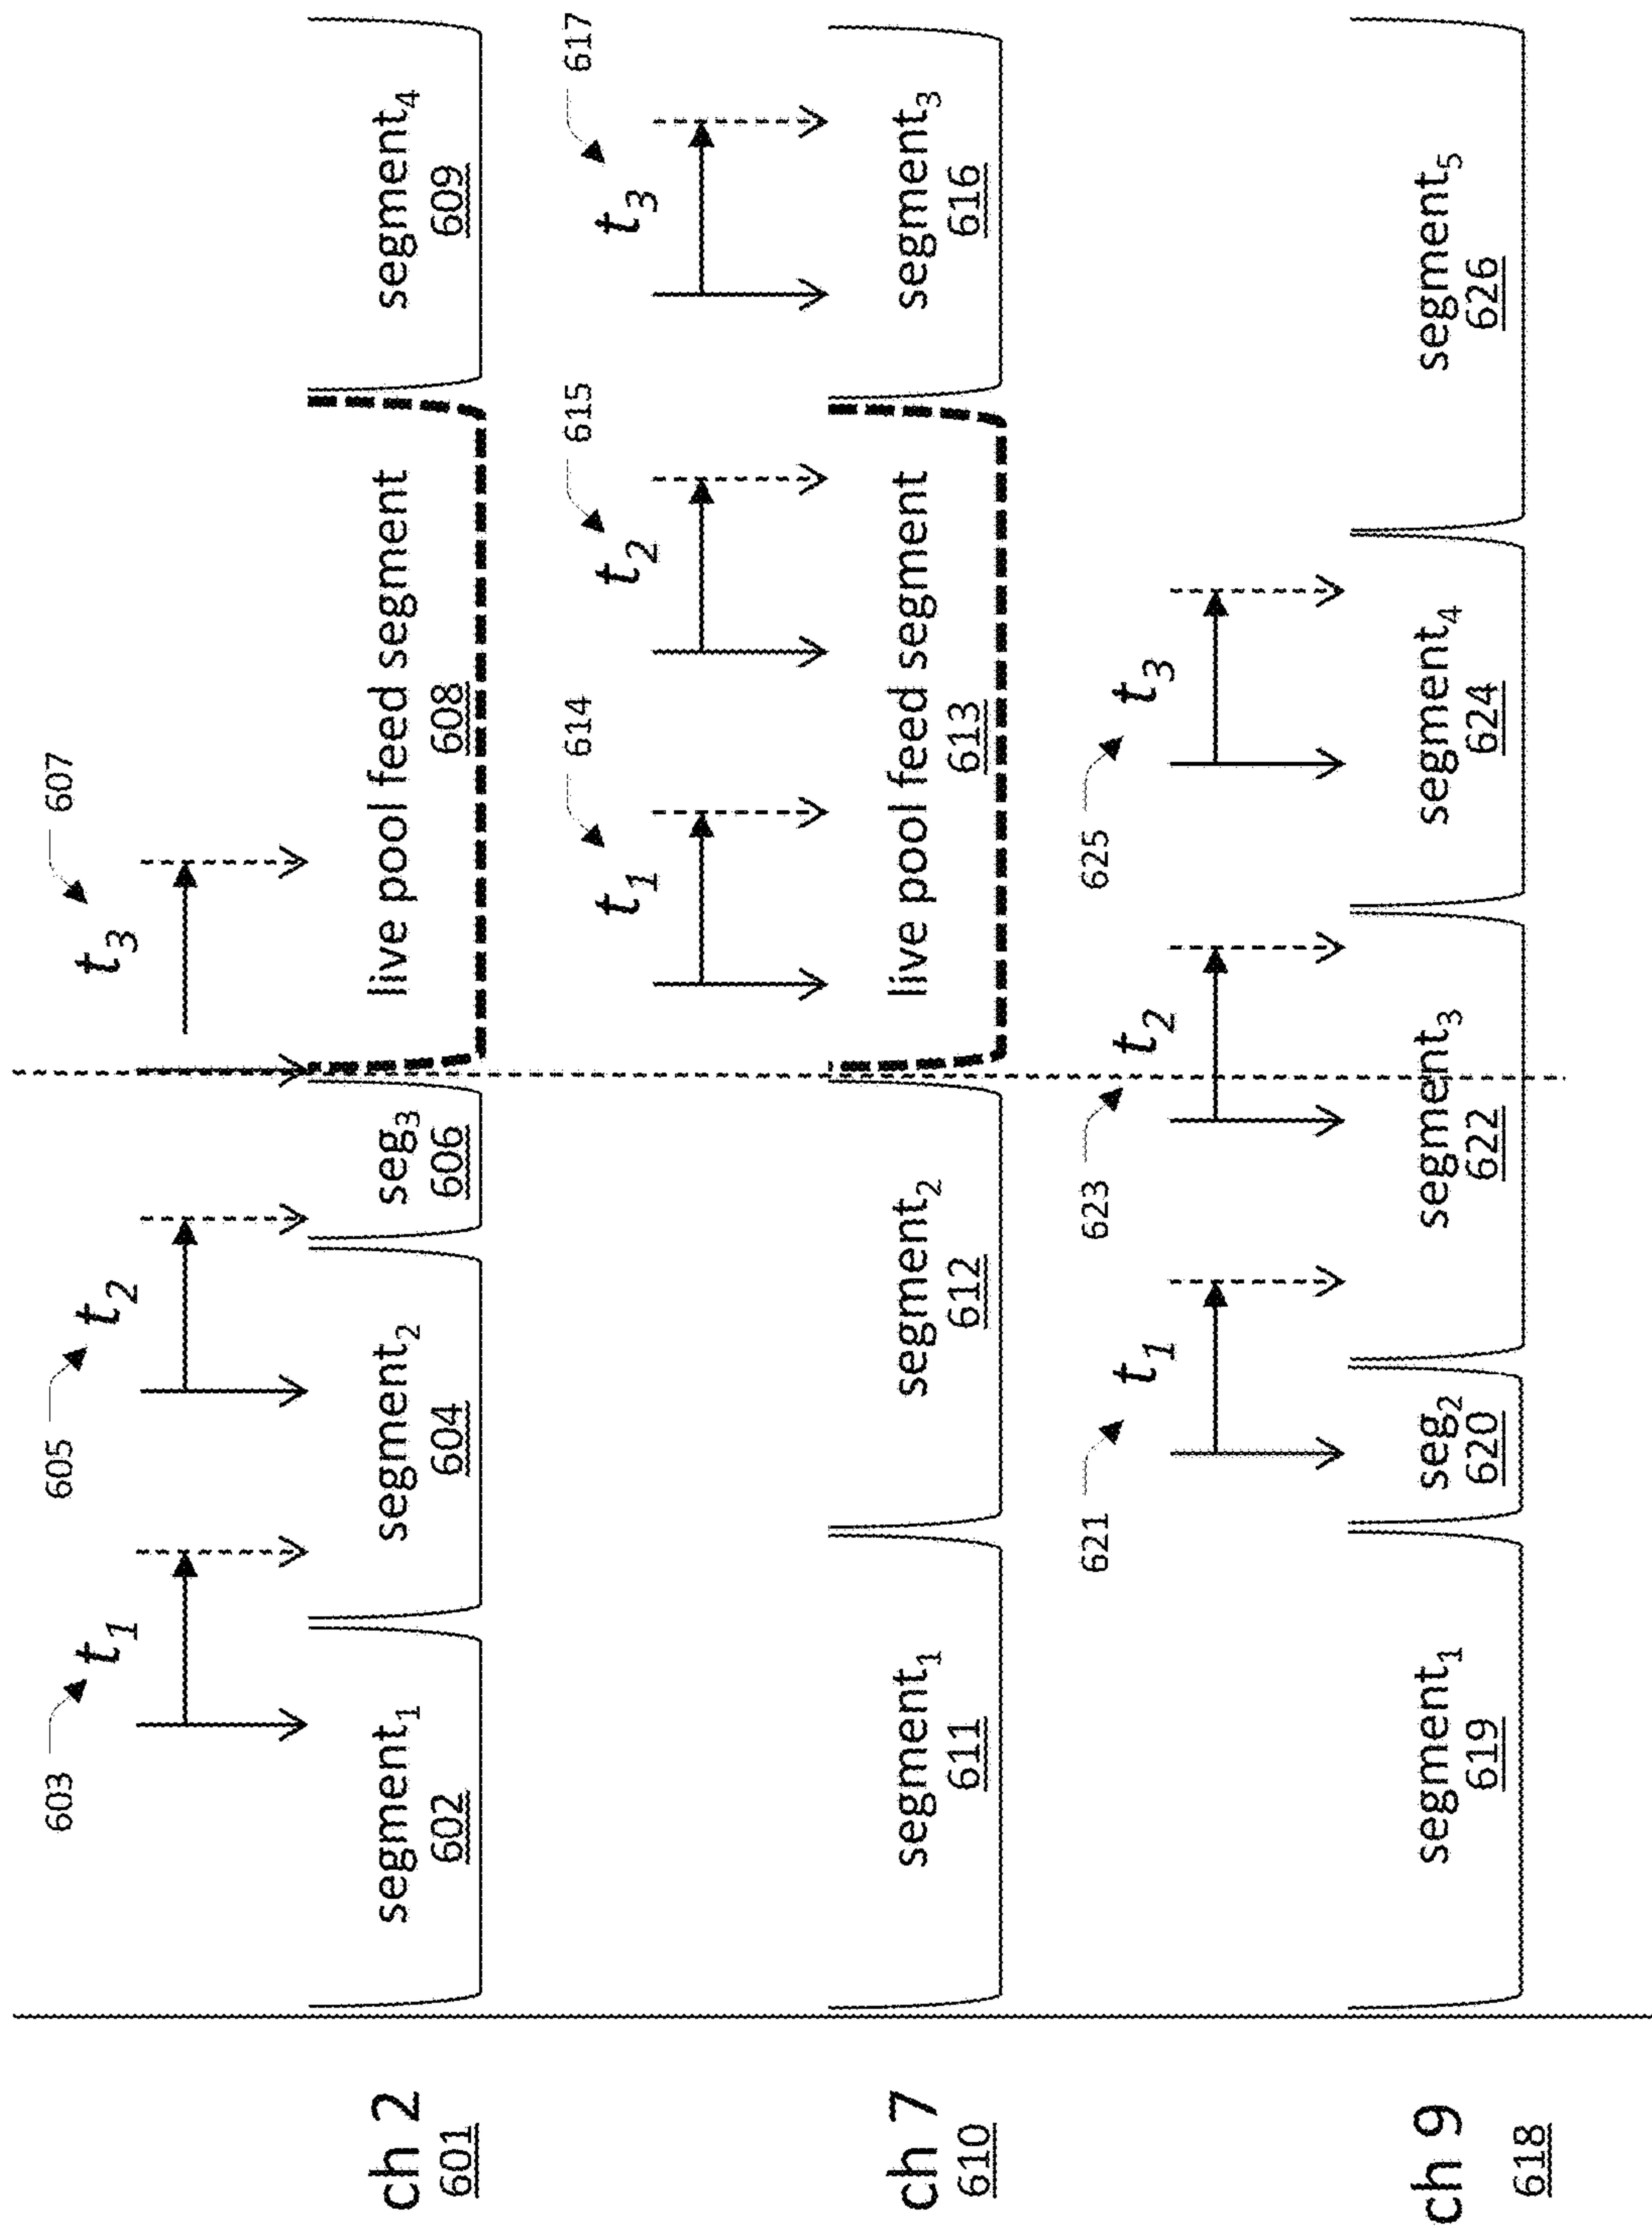 603
t1
605
t2
607
t3
ch 2
601
segment1
602
segment2
604
seg3
606
live pool feed segment
608
segment4
609
614
t1
615
t2
617
t3
ch 7
610
segment1
611
segment2
612
live pool feed segment
613
segment3
616
621
t1
623
t2
625
t3
ch 9
618
segment1
619
seg2
620
segment3
622
segment4
624
segment5
626